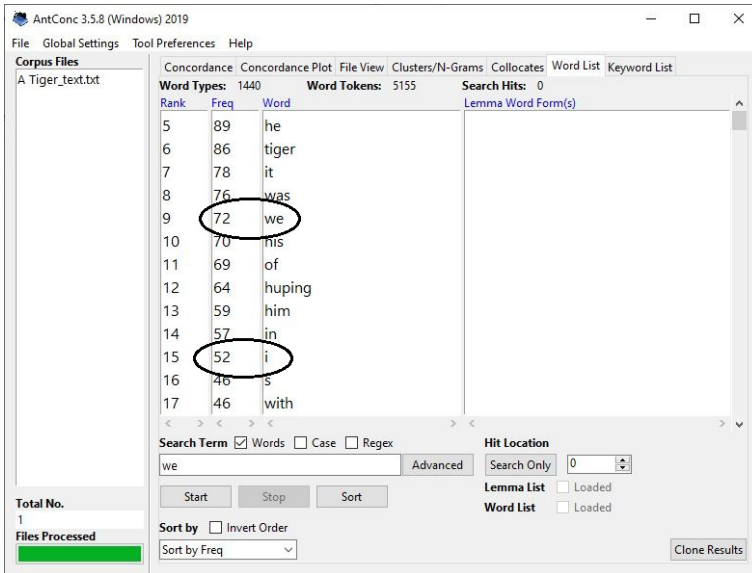 AntConc 3.5.8 (Windows) 2019
File Global Settings Tool Preferences Help
Corpus Files
A Tiger_text.txt
Concordance Concordance Plot File View Clusters/N-Grams Collocates Word List Keyword List
Word Types: 1440 Word Tokens: 5155 Search Hits: 0
Rank Freq Word Lemma Word Form(s)
5 89 he
6 86 tiger
7 78 it
8 76 was
9 72 we
10 70 his
11 69 of
12 64 huping
13 59 him
14 57 in
15 52 i
16 46 s
17 46 with
Search Term Words Case Regex Hit Location
we Advanced Search Only 0
Lemma List Loaded
Start Stop Sort Word List Loaded
Total No.
1
Files Processed
Sort by Invert Order
Sort by Freq Clone Results